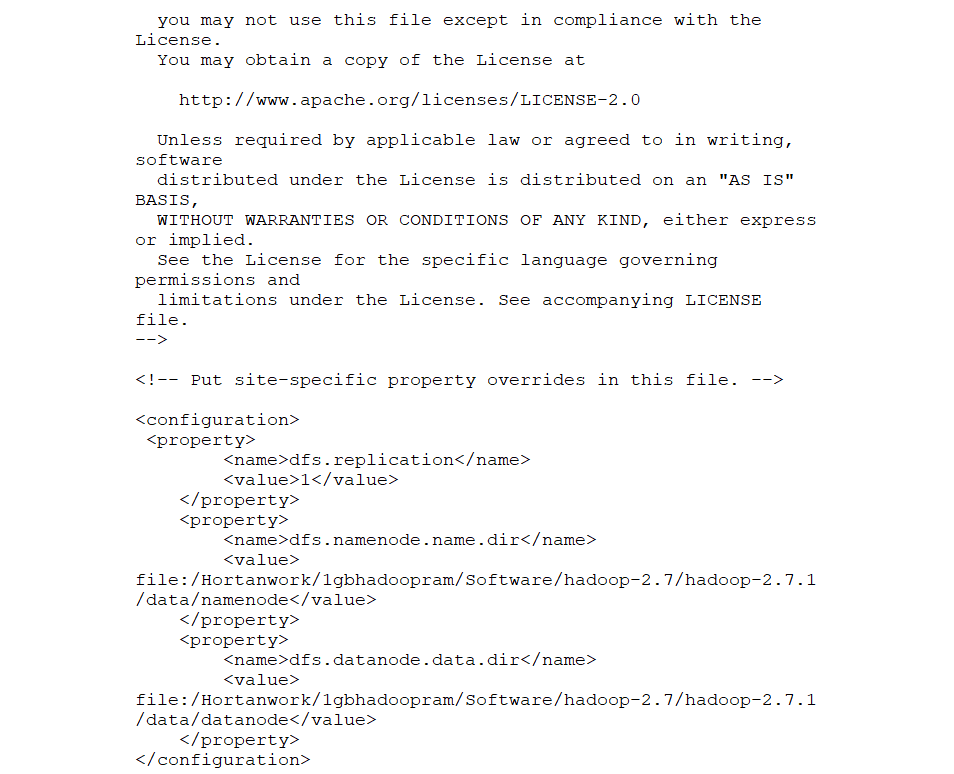 you may not use this file except in compliance with the
License.
You may obtain a copy of the License at
http://www.apache.org/licenses/LICENSE-2.0
Unless required by applicable law or agreed to in writing,
software
distributed under the License is distributed on an "AS IS"
BASIS,
WITHOUT WARRANTIES OR CONDITIONS OF ANY KIND, either express
or implied.
See the License for the specific language governing
permissions and
limitations under the License. See accompanying LICENSE
file.
-->
<!-- Put site-specific property overrides in this file. -->
<configuration>
<property>
<name>dfs.replication</name>
<value>1</value>
</property>
<property>
<name>dfs.namenode.name.dir</name>
<value>
file:/Hortanwork/1gbhadoopram/Software/hadoop-2.7/hadoop-2.7.1
/data/namenode</value>
</property>
<property>
<name>dfs.datanode.data.dir</name>
<value>
file:/Hortanwork/1gbhadoopram/Software/hadoop-2.7/hadoop-2.7.1
/data/datanode</value>
</property>
</configuration>